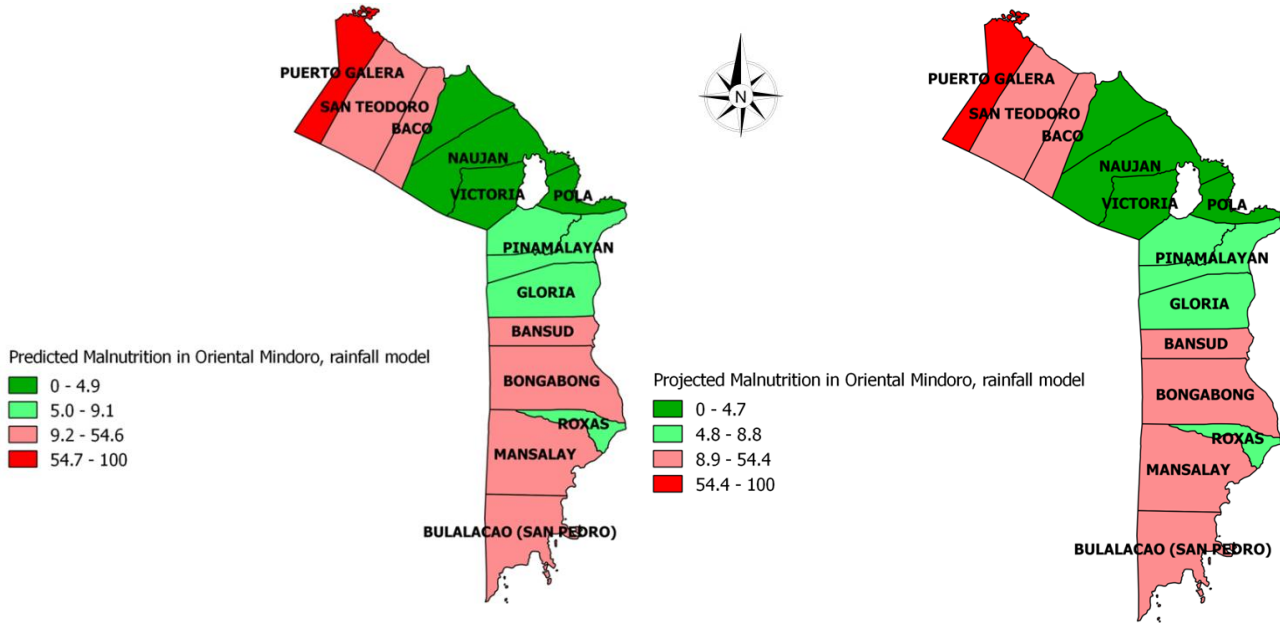 PUERTO GALERA
SAN TEODORO
BACO
NAUJAN
VICTORIA
POLA
PINAMALAYAN
GLORIA
BANSUD
BONGABONG
ROXAS
MANSALAY
BULALACAO (SAN PEDRO)
Predicted Malnutrition in Oriental Mindoro, rainfall model
0 - 4.9
5.0 - 9.1
9.2 - 54.6
54.7 - 100
N
PUERTO GALERA
SAN TEODORO
BACO
NAUJAN
VICTORIA
POLA
PINAMALAYAN
GLORIA
BANSUD
BONGABONG
ROXAS
MANSALAY
BULALACAO (SAN PEDRO)
Projected Malnutrition in Oriental Mindoro, rainfall model
0 - 4.7
4.8 - 8.8
8.9 - 54.4
54.4 - 100